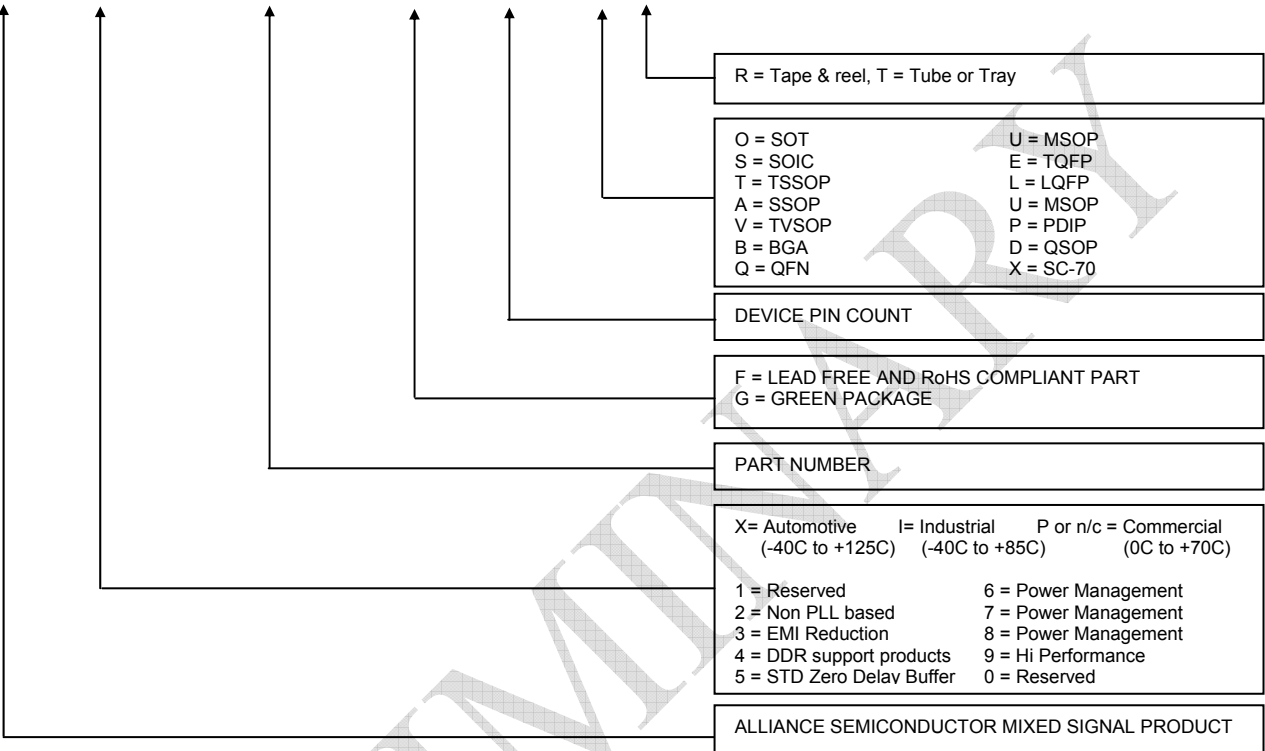 R = Tape & reel, T = Tube or Tray
O = SOT U = MSOP
S = SOIC E = TQFP
T = TSSOP L = LQFP
A = SSOP U = MSOP
V = TVSOP P = PDIP
B = BGA D = QSOP
Q = QFN X = SC-70
DEVICE PIN COUNT
F = LEAD FREE AND RoHS COMPLIANT PART
G = GREEN PACKAGE
PART NUMBER
X= Automotive I= Industrial P or n/c = Commercial
(-40C to +125C) (-40C to +85C) (0C to +70C)
1 = Reserved 6 = Power Management
2 = Non PLL based 7 = Power Management
3 = EMI Reduction 8 = Power Management
4 = DDR support products 9 = Hi Performance
5 = STD Zero Delay Buffer 0 = Reserved
ALLIANCE SEMICONDUCTOR MIXED SIGNAL PRODUCT
MINARY